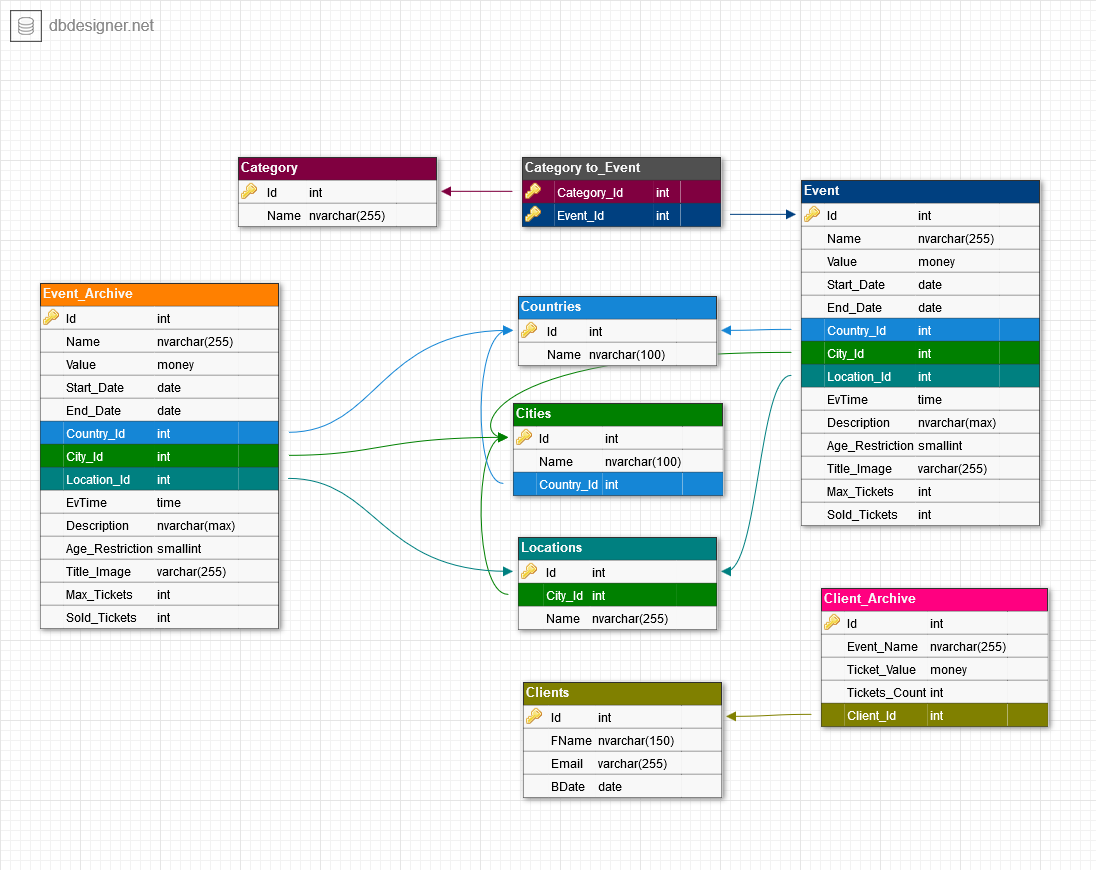 dbdesigner.net
Category
Id int
Name nvarchar(255)
Category to_Event
Category_Id int
Event_Id int
Event
Id int
Name nvarchar(255)
Value money
Start_Date date
End_Date date
Country_Id int
City_Id int
Location_Id int
EvTime time
Description nvarchar(max)
Age_Restriction smallint
Title_Image varchar(255)
Max_Tickets int
Sold_Tickets int
Event_Archive
Id int
Name nvarchar(255)
Value money
Start_Date date
End_Date date
Country_Id int
City_Id int
Location_Id int
EvTime time
Description nvarchar(max)
Age_Restriction smallint
Title_Image varchar(255)
Max_Tickets int
Sold_Tickets int
Countries
Id int
Name nvarchar(100)
Cities
Id int
Name nvarchar(100)
Country_Id int
Locations
Id int
City_Id int
Name nvarchar(255)
Client_Archive
Id int
Event_Name nvarchar(255)
Ticket_Value money
Tickets_Count int
Client_Id int
Clients
Id int
FName nvarchar(150)
Email varchar(255)
BDate date